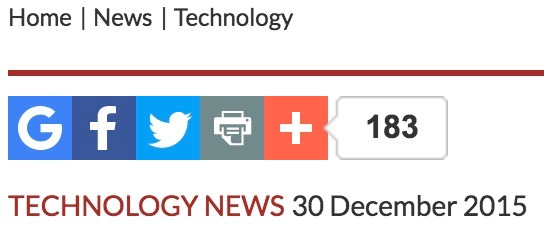 Home | News | Technology
G f 183
TECHNOLOGY NEWS 30 December 2015